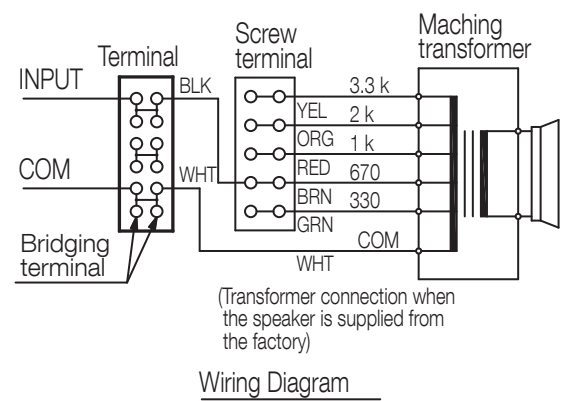 Maching
transformer
Screw
terminal
Terminal
INPUT
BLK
3.3 k
YEL
2 k
ORG
1 k
RED
670
BRN
330
GRN
COM
WHT
COM
WHT
Bridging
terminal
(Transformer connection when
the speaker is supplied from
the factory)
Wiring Diagram